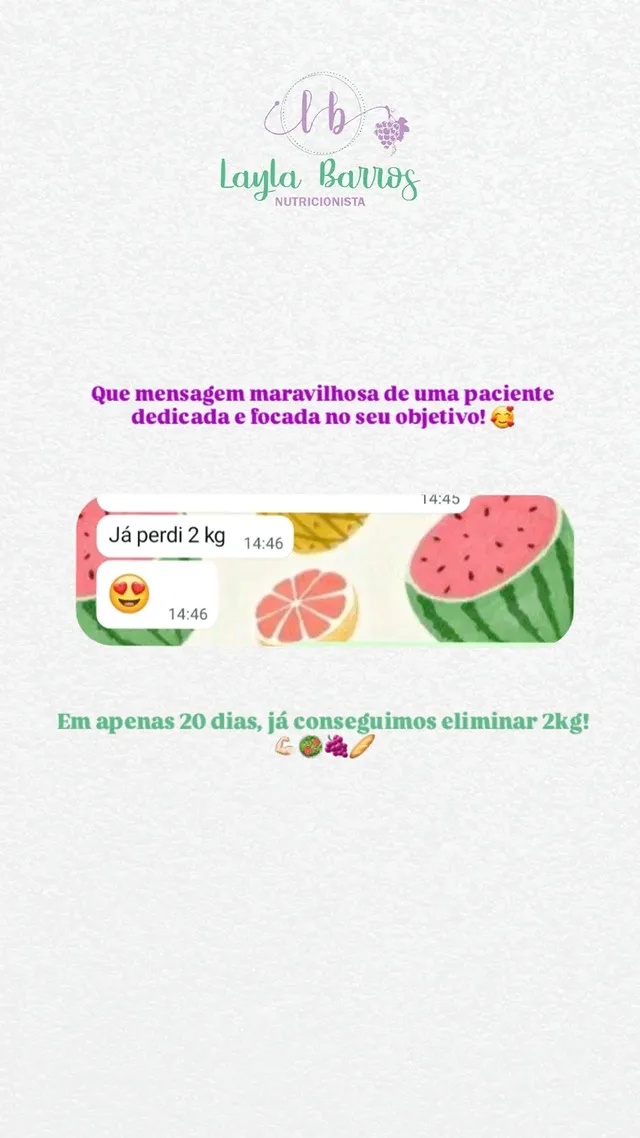 lb
Layla Barros
NUTRICIONISTA
Que mensagem maravilhosa de uma paciente
dedicada e focada no seu objetivo! 🥰
14:45
Já perdi 2 kg 14:46
😍 14:46
Em apenas 20 dias, já conseguimos eliminar 2kg!
💪🏻🥗🍇🥖